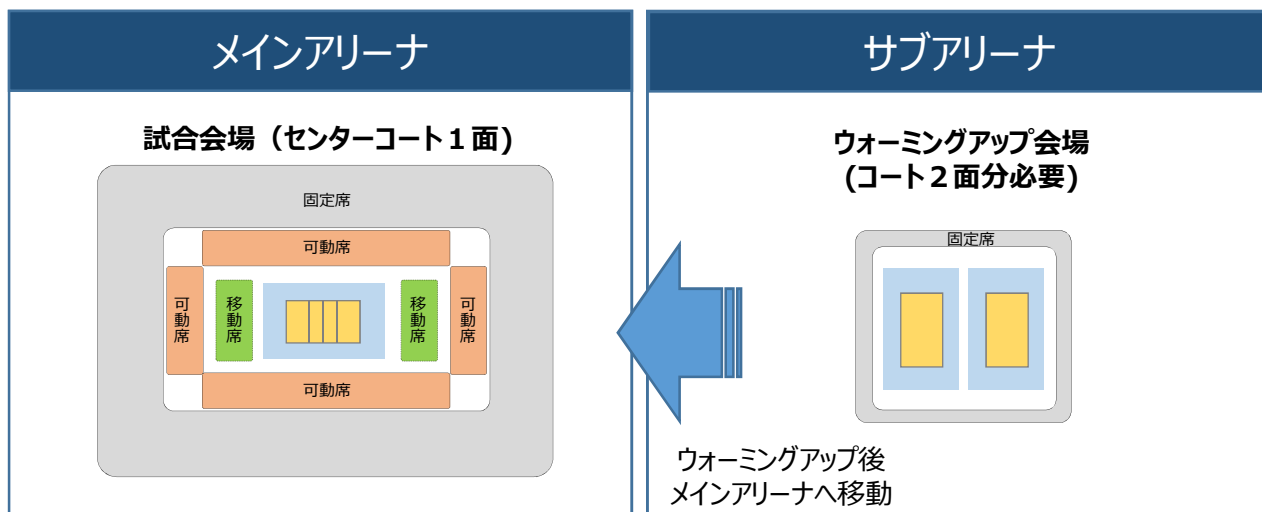 メインアリーナ
試合会場（センターコート１面)
固定席
可動席
可動席
移動席
移動席
可動席
可動席
サブアリーナ
ウォーミングアップ会場
(コート２面分必要)
固定席
ウォーミングアップ後
メインアリーナへ移動